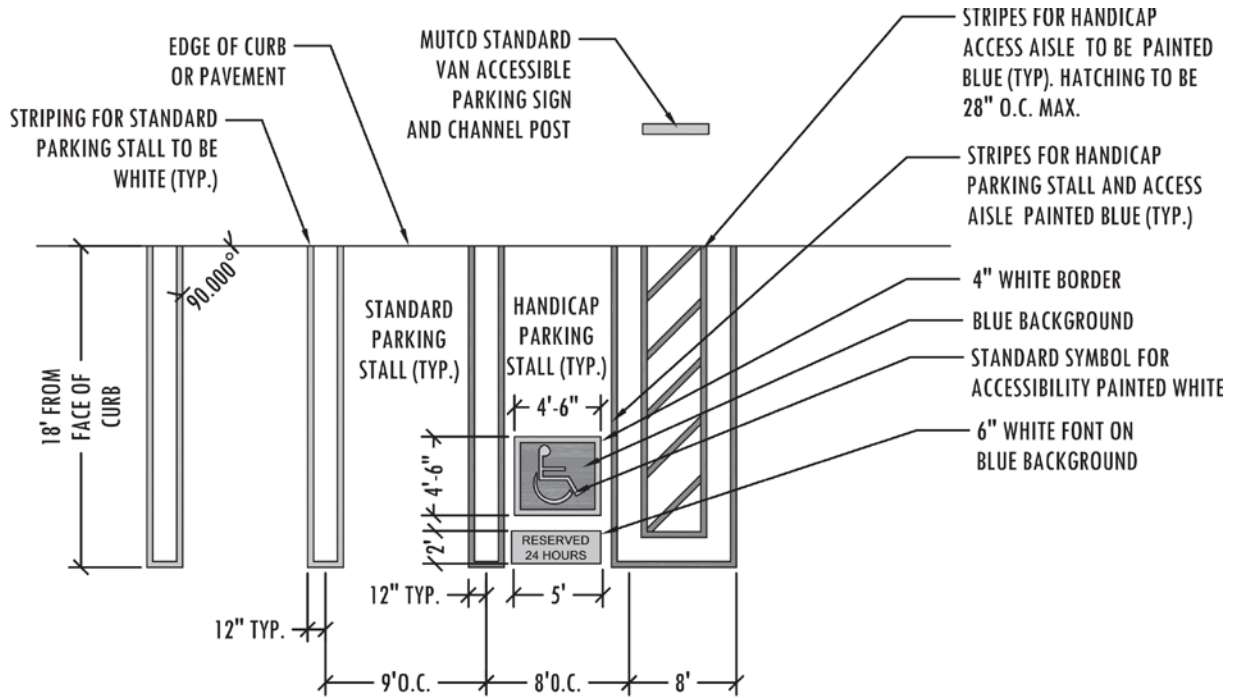 EDGE OF CURB
OR PAVEMENT
MUTCD STANDARD
VAN ACCESSIBLE
PARKING SIGN
AND CHANNEL POST
STRIPES FOR HANDICAP
ACCESS AISLE TO BE PAINTED
BLUE (TYP). HATCHING TO BE
28" O.C. MAX.
STRIPING FOR STANDARD
PARKING STALL TO BE
WHITE (TYP.)
STRIPES FOR HANDICAP
PARKING STALL AND ACCESS
AISLE PAINTED BLUE (TYP.)
90.000°
STANDARD
PARKING
STALL (TYP.)
HANDICAP
PARKING
STALL (TYP.)
4" WHITE BORDER
BLUE BACKGROUND
STANDARD SYMBOL FOR
ACCESSIBILITY PAINTED WHITE
6" WHITE FONT ON
BLUE BACKGROUND
18' FROM
FACE OF
CURB
4'-6"
4'-6"
2'
RESERVED
24 HOURS
12" TYP.
5'
12" TYP.
9'O.C.
8'O.C.
8'